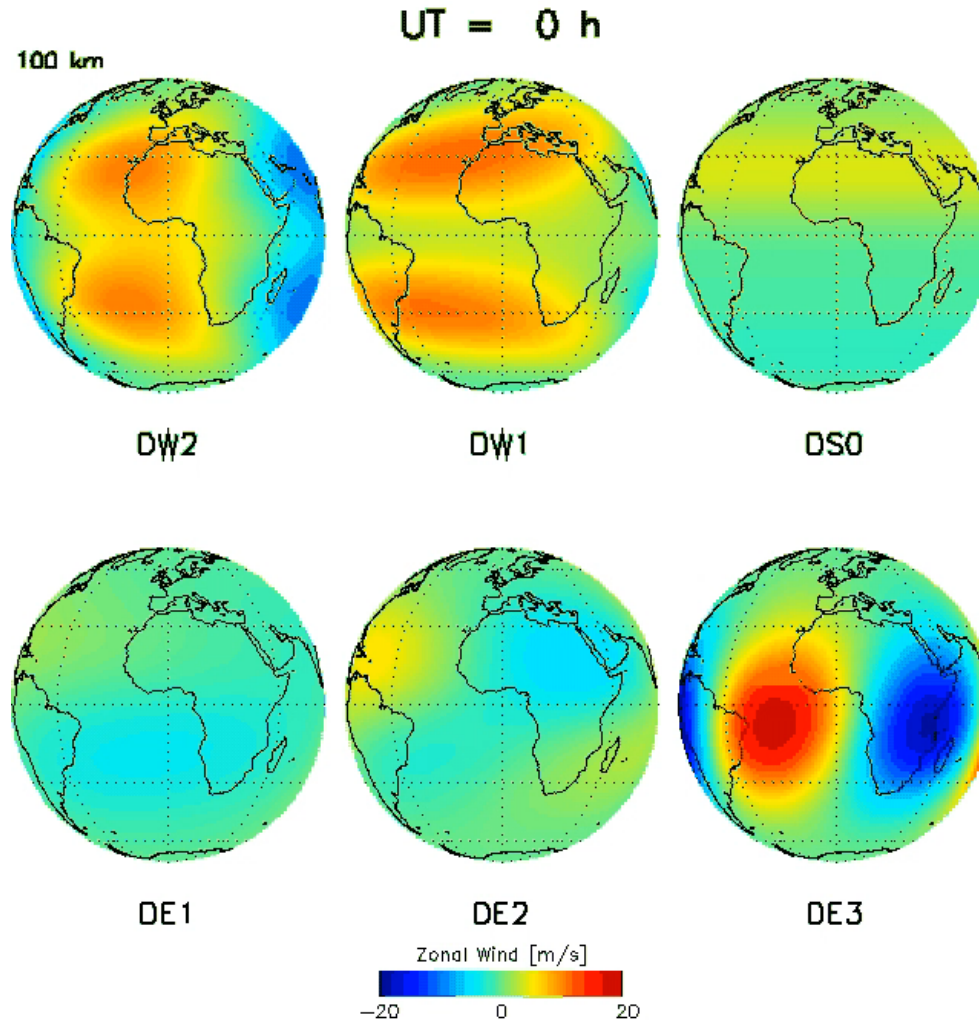 UT = 0 h
100 km
DW2 DW1 DS0
DE1 DE2 DE3
Zonal Wind [m/s]
−20 0 20